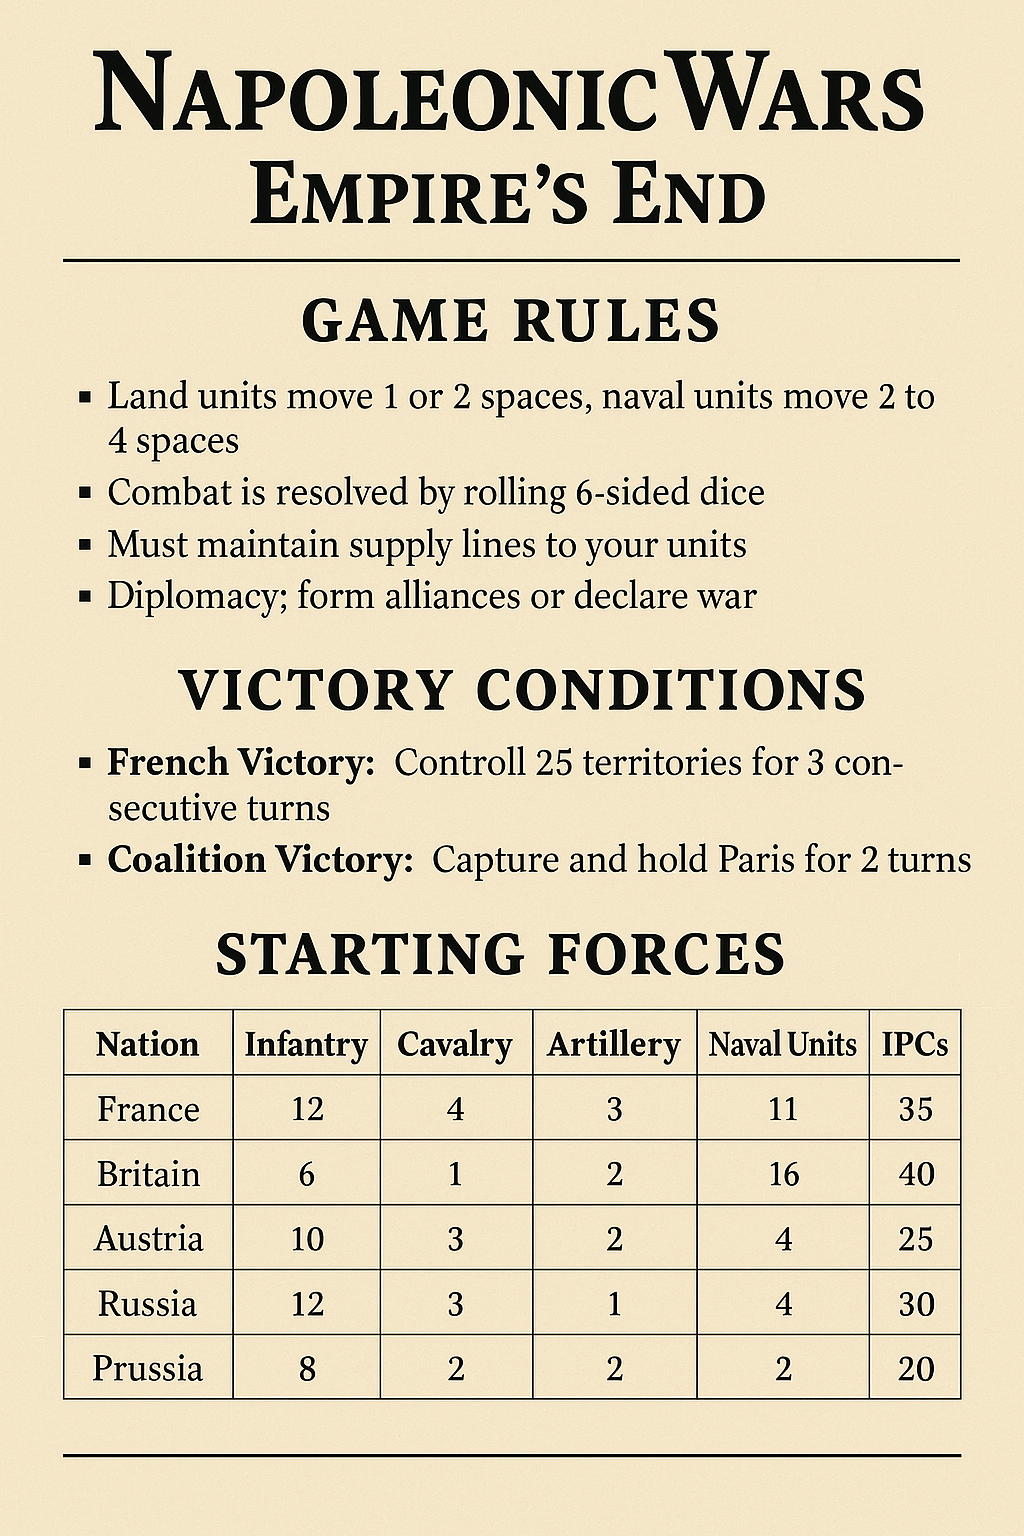 NAPOLEONIC WARS
EMPIRE'S END
GAME RULES
▪ Land units move 1 or 2 spaces, naval units move 2 to
4 spaces
▪ Combat is resolved by rolling 6-sided dice
▪ Must maintain supply lines to your units
▪ Diplomacy; form alliances or declare war
VICTORY CONDITIONS
▪ French Victory: Controll 25 territories for 3 con-
secutive turns
▪ Coalition Victory: Capture and hold Paris for 2 turns
STARTING FORCES
Nation Infantry Cavalry Artillery Naval Units IPCs
France 12 4 3 11 35
Britain 6 1 2 16 40
Austria 10 3 2 4 25
Russia 12 3 1 4 30
Prussia 8 2 2 2 20